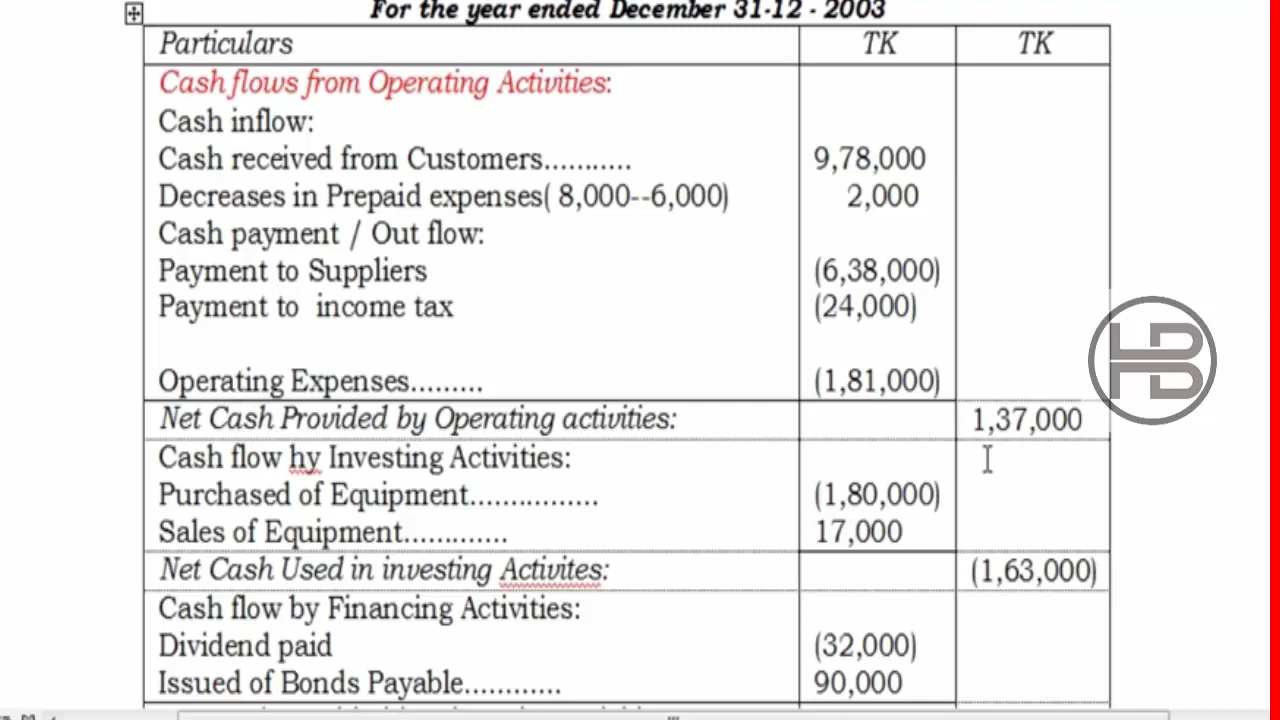 For the year ended December 31-12 - 2003
Particulars TK TK
Cash flows from Operating Activities:
Cash inflow:
Cash received from Customers........... 9,78,000
Decreases in Prepaid expenses( 8,000--6,000) 2,000
Cash payment / Out flow:
Payment to Suppliers (6,38,000)
Payment to income tax (24,000)
Operating Expenses......... (1,81,000)
Net Cash Provided by Operating activities: 1,37,000
Cash flow hy Investing Activities:
Purchased of Equipment................ (1,80,000)
Sales of Equipment............. 17,000
Net Cash Used in investing Activites: (1,63,000)
Cash flow by Financing Activities:
Dividend paid (32,000)
Issued of Bonds Payable............ 90,000